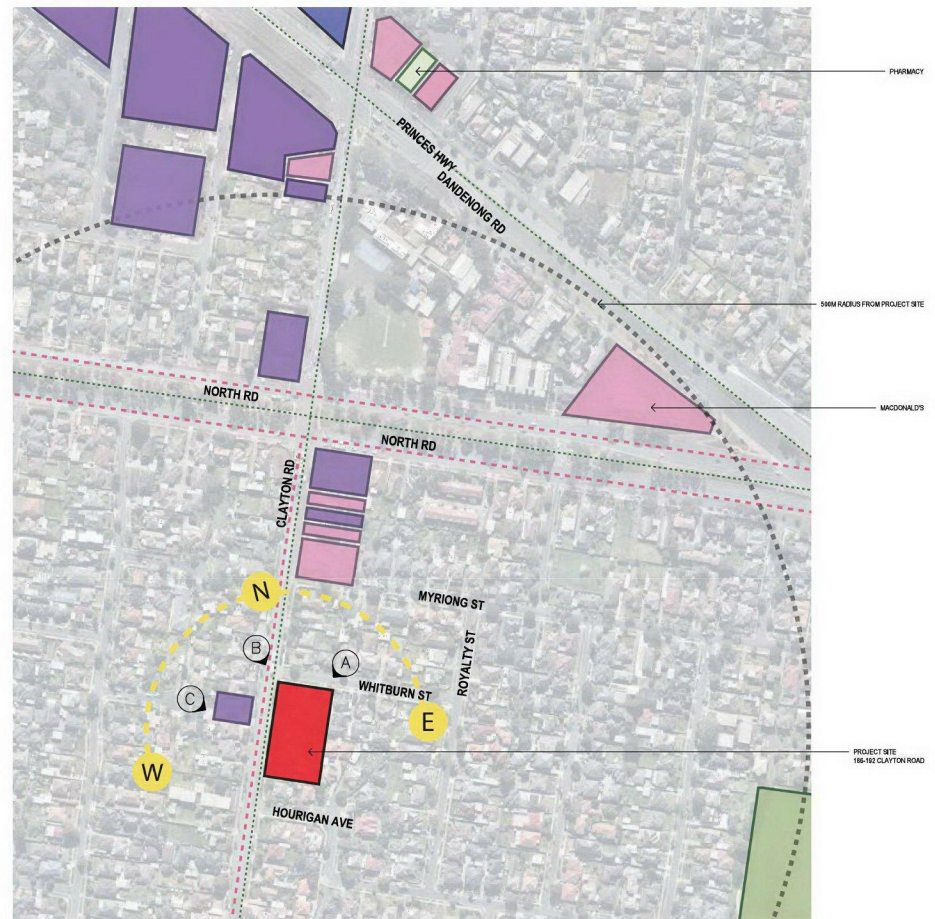 PHARMACY
PRINCES HWY
DANDENONG RD
500M RADIUS FROM PROJECT SITE
NORTH RD
MACDONALD'S
NORTH RD
CLAYTON RD
N
MYRIONG ST
ROYALTY ST
B
A
WHITBURN ST
C
E
PROJECT SITE
186-192 CLAYTON ROAD
W
HOURIGAN AVE